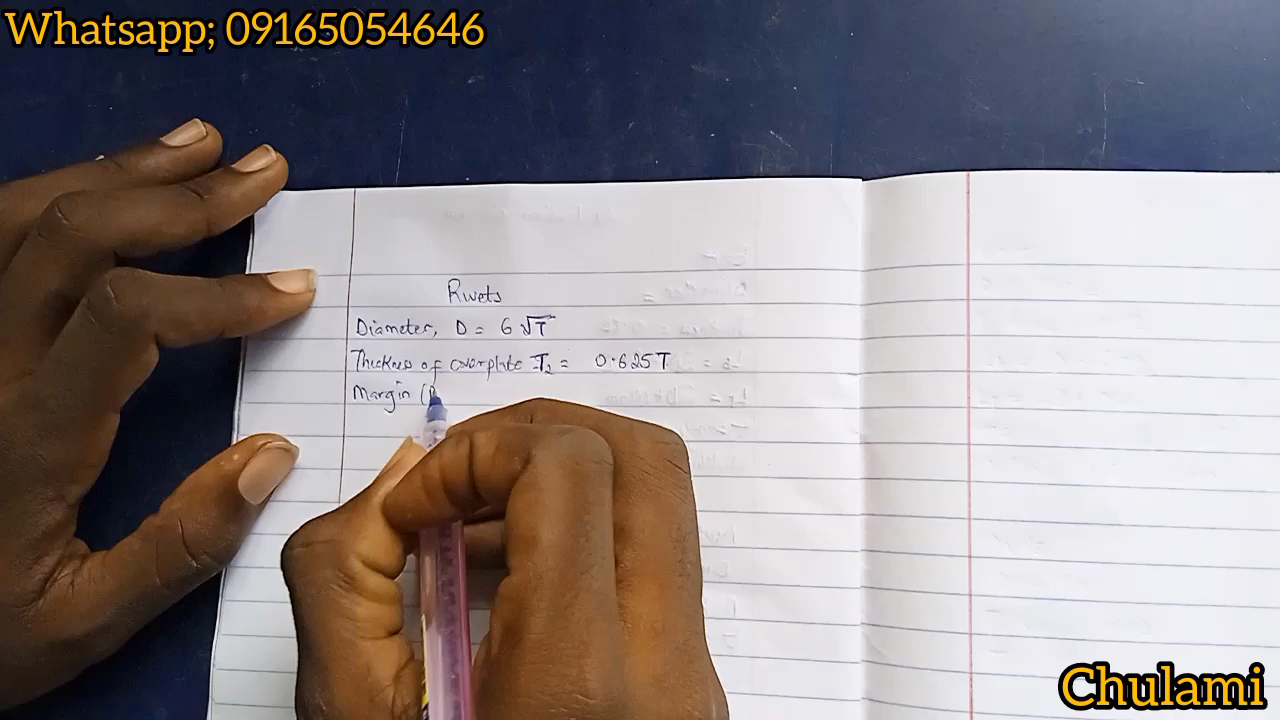 Whatsapp; 09165054646
Rivets
Diameter, D = 6 √T
Thickness of coverplate T₂ = 0.625T
Margin (
Chulami